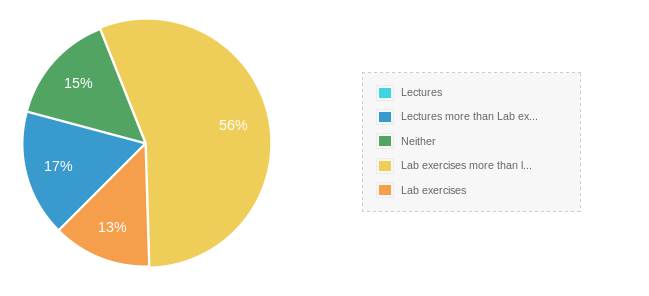 15%
56%
17%
13%
Lectures
Lectures more than Lab ex...
Neither
Lab exercises more than l...
Lab exercises